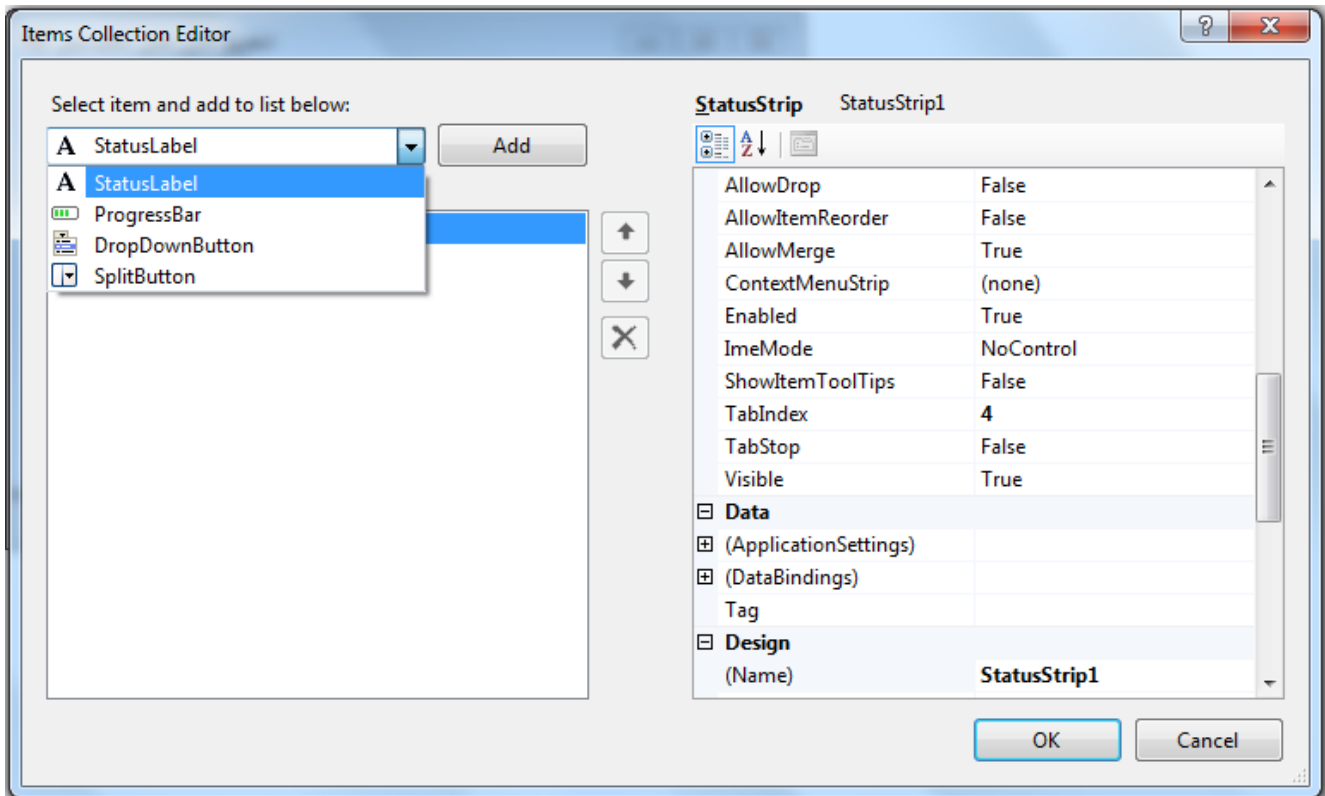 Items Collection Editor
Select item and add to list below:
A StatusLabel
Add
A StatusLabel
ProgressBar
DropDownButton
SplitButton
StatusStrip StatusStrip1
AllowDrop False
AllowItemReorder False
AllowMerge True
ContextMenuStrip (none)
Enabled True
ImeMode NoControl
ShowItemToolTips False
TabIndex 4
TabStop False
Visible True
Data
(ApplicationSettings)
(DataBindings)
Tag
Design
(Name) StatusStrip1
OK Cancel